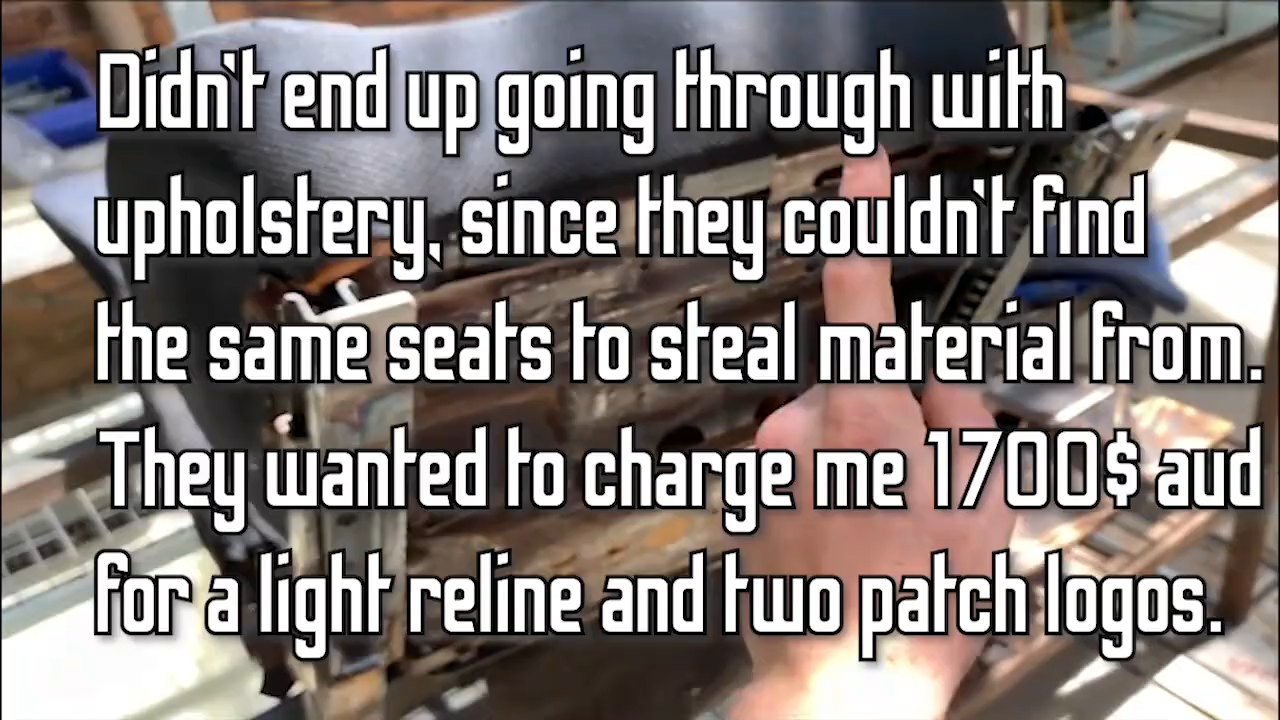 Didn't end up going through with
upholstery, since they couldn't find
the same seats to steal material from.
They wanted to charge me 1700$ aud
for a light reline and two patch logos.